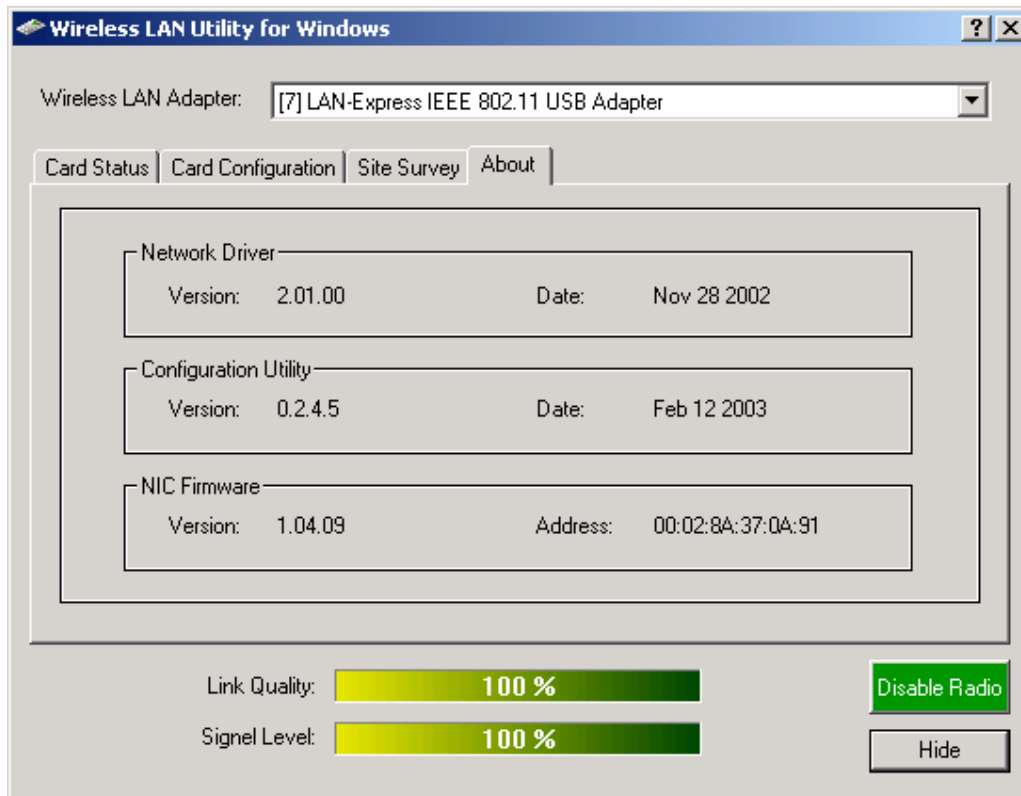 Wireless LAN Utility for Windows
Wireless LAN Adapter: [7] LAN-Express IEEE 802.11 USB Adapter
Card Status Card Configuration Site Survey About
Network Driver
Version: 2.01.00 Date: Nov 28 2002
Configuration Utility
Version: 0.2.4.5 Date: Feb 12 2003
NIC Firmware
Version: 1.04.09 Address: 00:02:8A:37:0A:91
Link Quality: 100 % Disable Radio
Signel Level: 100 % Hide